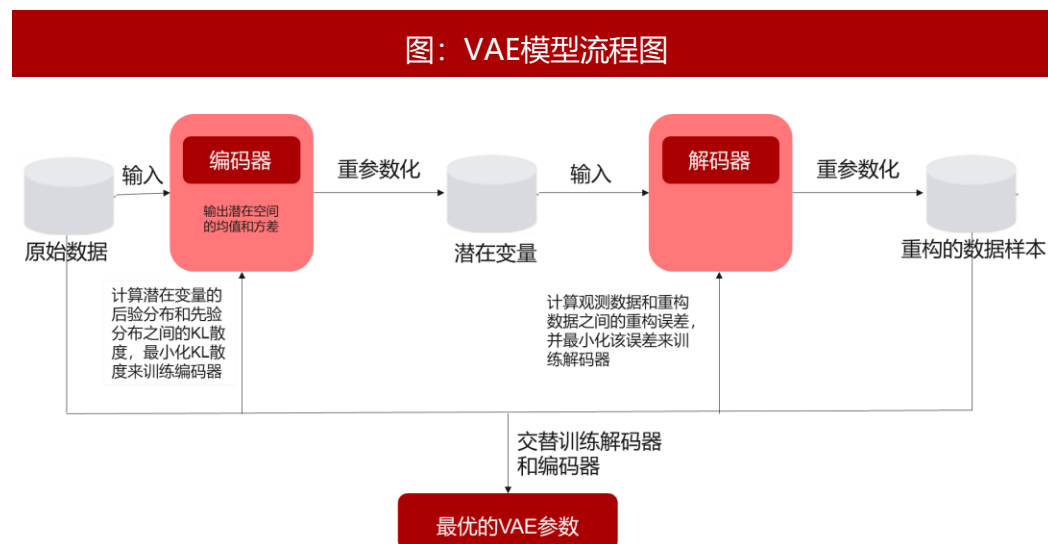 图：VAE模型流程图
编码器
解码器
输入
重参数化
输入
重参数化
输出潜在空间
的均值和方差
原始数据
潜在变量
重构的数据样本
计算潜在变量的
后验分布和先验
分布之间的KL散
度，最小化KL散
度来训练编码器
计算观测数据和重构
数据之间的重构误差，
并最小化该误差来训
练解码器
交替训练解码器
和编码器
最优的VAE参数